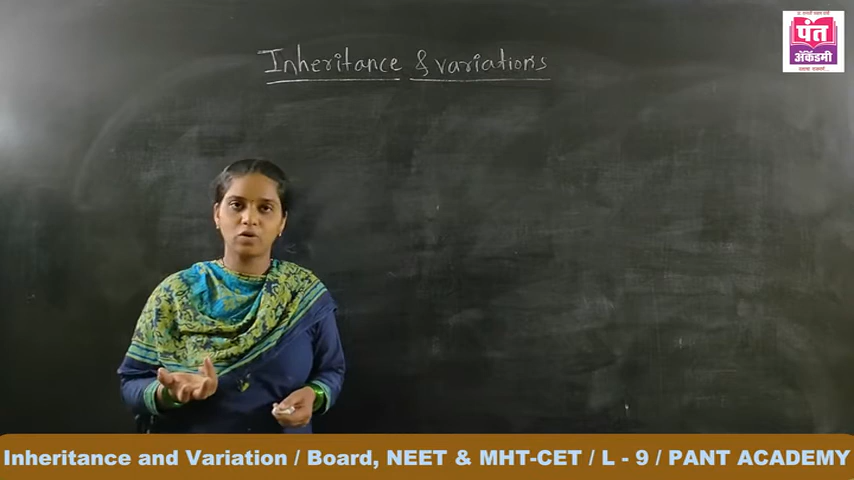 Inheritance & variations
पंत
अ‍ॅकॅडमी
Inheritance and Variation / Board, NEET & MHT-CET / L - 9 / PANT ACADEMY